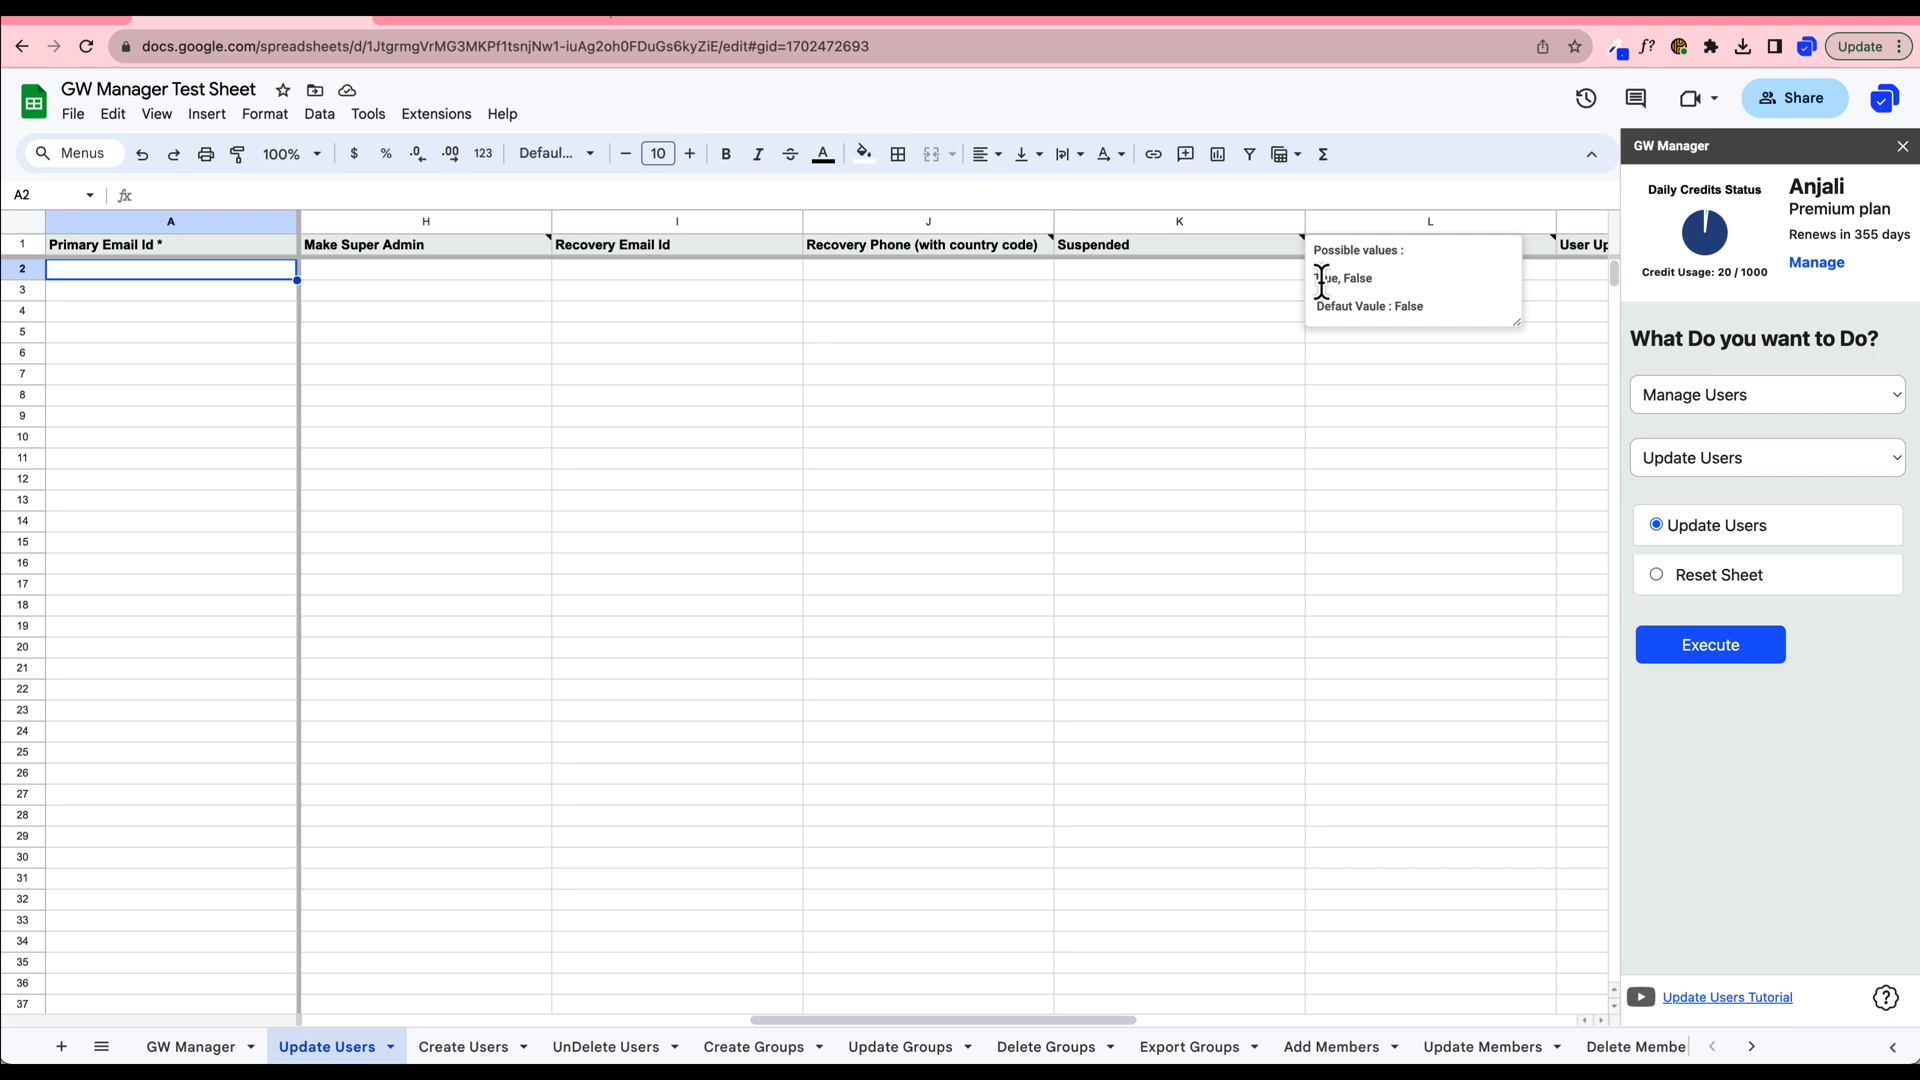 docs.google.com/spreadsheets/d/1JtgrmgVrMG3MKPf1tsnjNw1-iuAg2oh0FDuGs6kyZiE/edit#gid=1702472693
f?
Update
GW Manager Test Sheet
File Edit View Insert Format Data Tools Extensions Help
Share
Menus 100% $ % .0 .00 123 Defaul... 10 B I A
GW Manager
A2 fx
A H I J K L
1 Primary Email Id * Make Super Admin Recovery Email Id Recovery Phone (with country code) Suspended User Up
Possible values :
True, False
Defaut Vaule : False
2
3
4
5
6
7
8
9
10
11
12
13
14
15
16
17
18
19
20
21
22
23
24
25
26
27
28
29
30
31
32
33
34
35
36
37
Daily Credits Status
Credit Usage: 20 / 1000
Anjali
Premium plan
Renews in 355 days
Manage
What Do you want to Do?
Manage Users
Update Users
Update Users
Reset Sheet
Execute
Update Users Tutorial
GW Manager Update Users Create Users UnDelete Users Create Groups Update Groups Delete Groups Export Groups Add Members Update Members Delete Membe